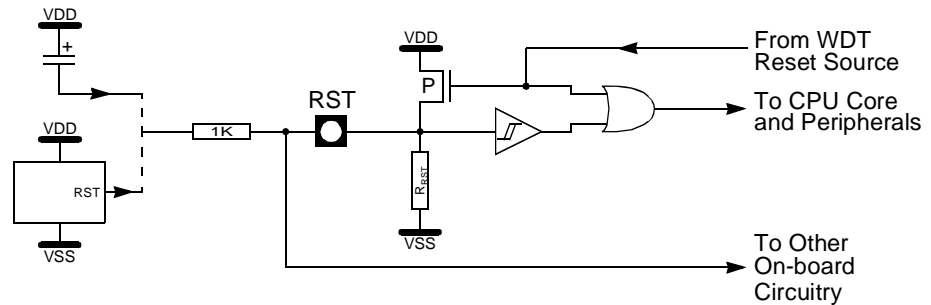 VDD
+
VDD
RST
VSS
1K
RST
VDD
P
R RST
VSS
From WDT
Reset Source
To CPU Core
and Peripherals
To Other
On-board
Circuitry